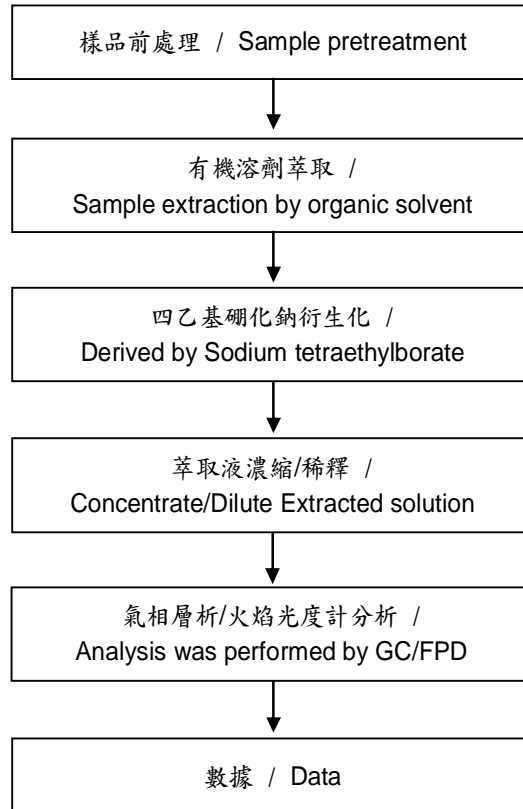 樣品前處理 / Sample pretreatment
有機溶劑萃取 /
Sample extraction by organic solvent
四乙基硼化鈉衍生化 /
Derived by Sodium tetraethylborate
萃取液濃縮/稀釋 /
Concentrate/Dilute Extracted solution
氣相層析/火焰光度計分析 /
Analysis was performed by GC/FPD
數據 / Data